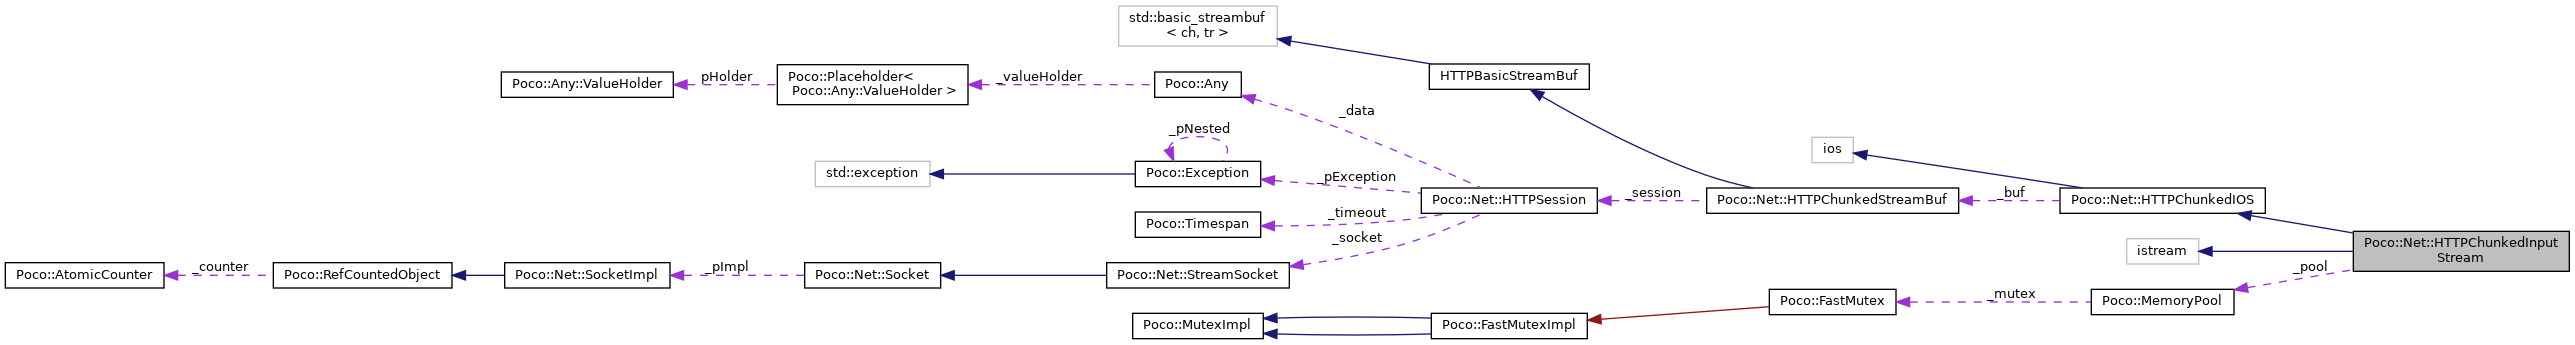 std::basic_streambuf
< ch, tr >
Poco::Any::ValueHolder
pHolder
Poco::Placeholder<
Poco::Any::ValueHolder >
_valueHolder
Poco::Any
HTTPBasicStreamBuf
_data
_pNested
ios
std::exception
Poco::Exception
_pException
Poco::Net::HTTPSession
_session
Poco::Net::HTTPChunkedStreamBuf
_buf
Poco::Net::HTTPChunkedIOS
Poco::Timespan
_timeout
_socket
Poco::Net::HTTPChunkedInput
Stream
istream
Poco::AtomicCounter
_counter
Poco::RefCountedObject
Poco::Net::SocketImpl
_pImpl
Poco::Net::Socket
Poco::Net::StreamSocket
_pool
Poco::MutexImpl
Poco::FastMutexImpl
Poco::FastMutex
_mutex
Poco::MemoryPool